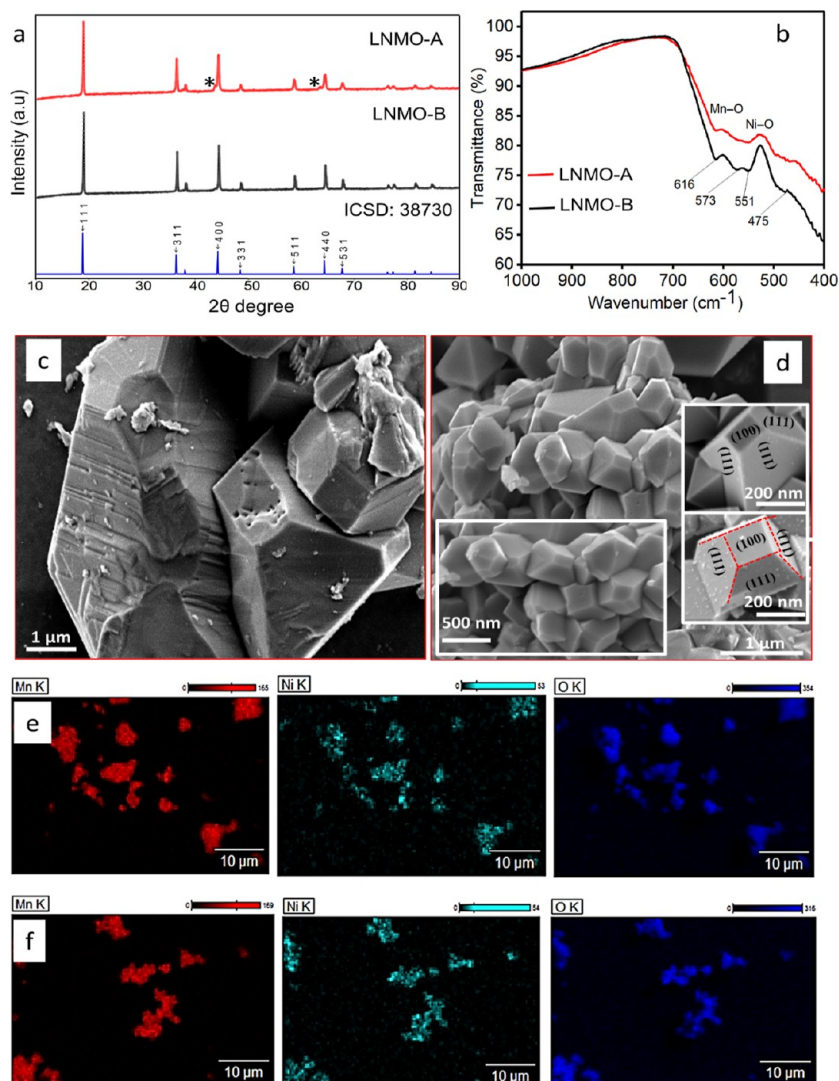 a
LNMO-A
*
*
LNMO-B
ICSD: 38730
←111
←311
←400
←331
←511
←440
←531
Intensity (a.u)
10 20 30 40 50 60 70 80 90
2θ degree
b
100
95
90
85
80
75
70
65
60
Transmittance (%)
Mn–O
Ni–O
LNMO-A
LNMO-B
616
573
551
475
1000 900 800 700 600 500 400
Wavenumber (cm⁻¹)
c
1 µm
d
(100)
(111)
(111)
(111)
200 nm
(111)
(100)
(111)
(111)
200 nm
500 nm
1 µm
Mn K
0 165
e
10 µm
Ni K
0 53
10 µm
O K
0 354
10 µm
Mn K
0 169
f
10 µm
Ni K
0 54
10 µm
O K
0 316
10 µm